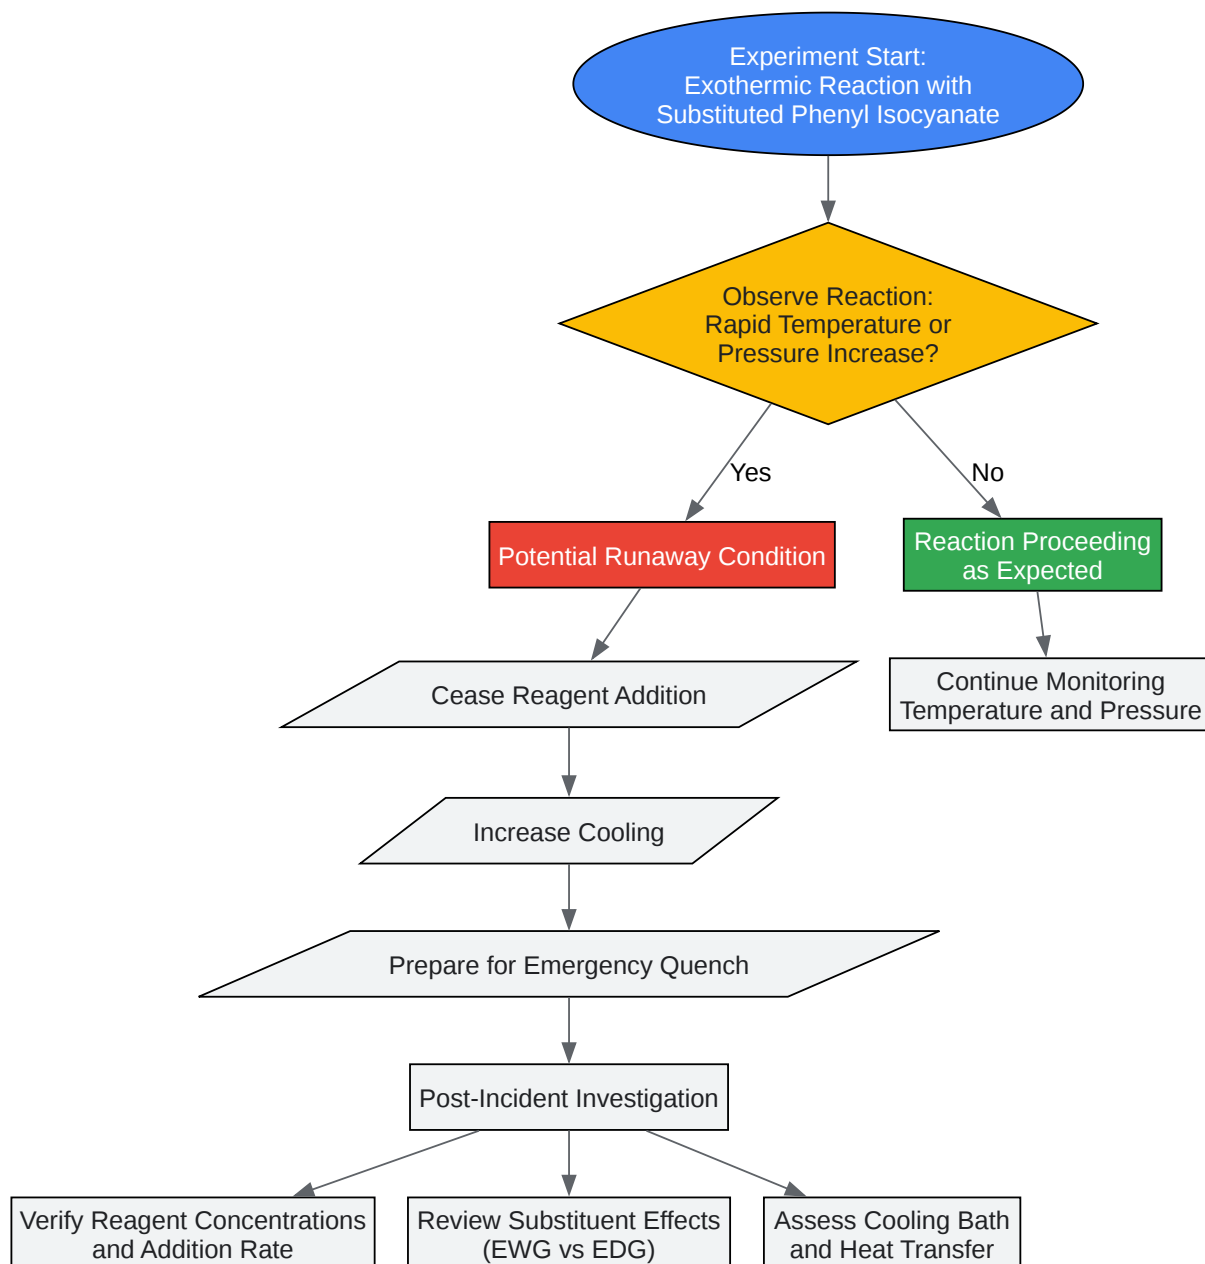 Experiment Start:
Exothermic Reaction with
Substituted Phenyl Isocyanate
Observe Reaction:
Rapid Temperature or
Pressure Increase?
Yes
No
Potential Runaway Condition
Reaction Proceeding
as Expected
Cease Reagent Addition
Continue Monitoring
Temperature and Pressure
Increase Cooling
Prepare for Emergency Quench
Post-Incident Investigation
Verify Reagent Concentrations
and Addition Rate
Review Substituent Effects
(EWG vs EDG)
Assess Cooling Bath
and Heat Transfer